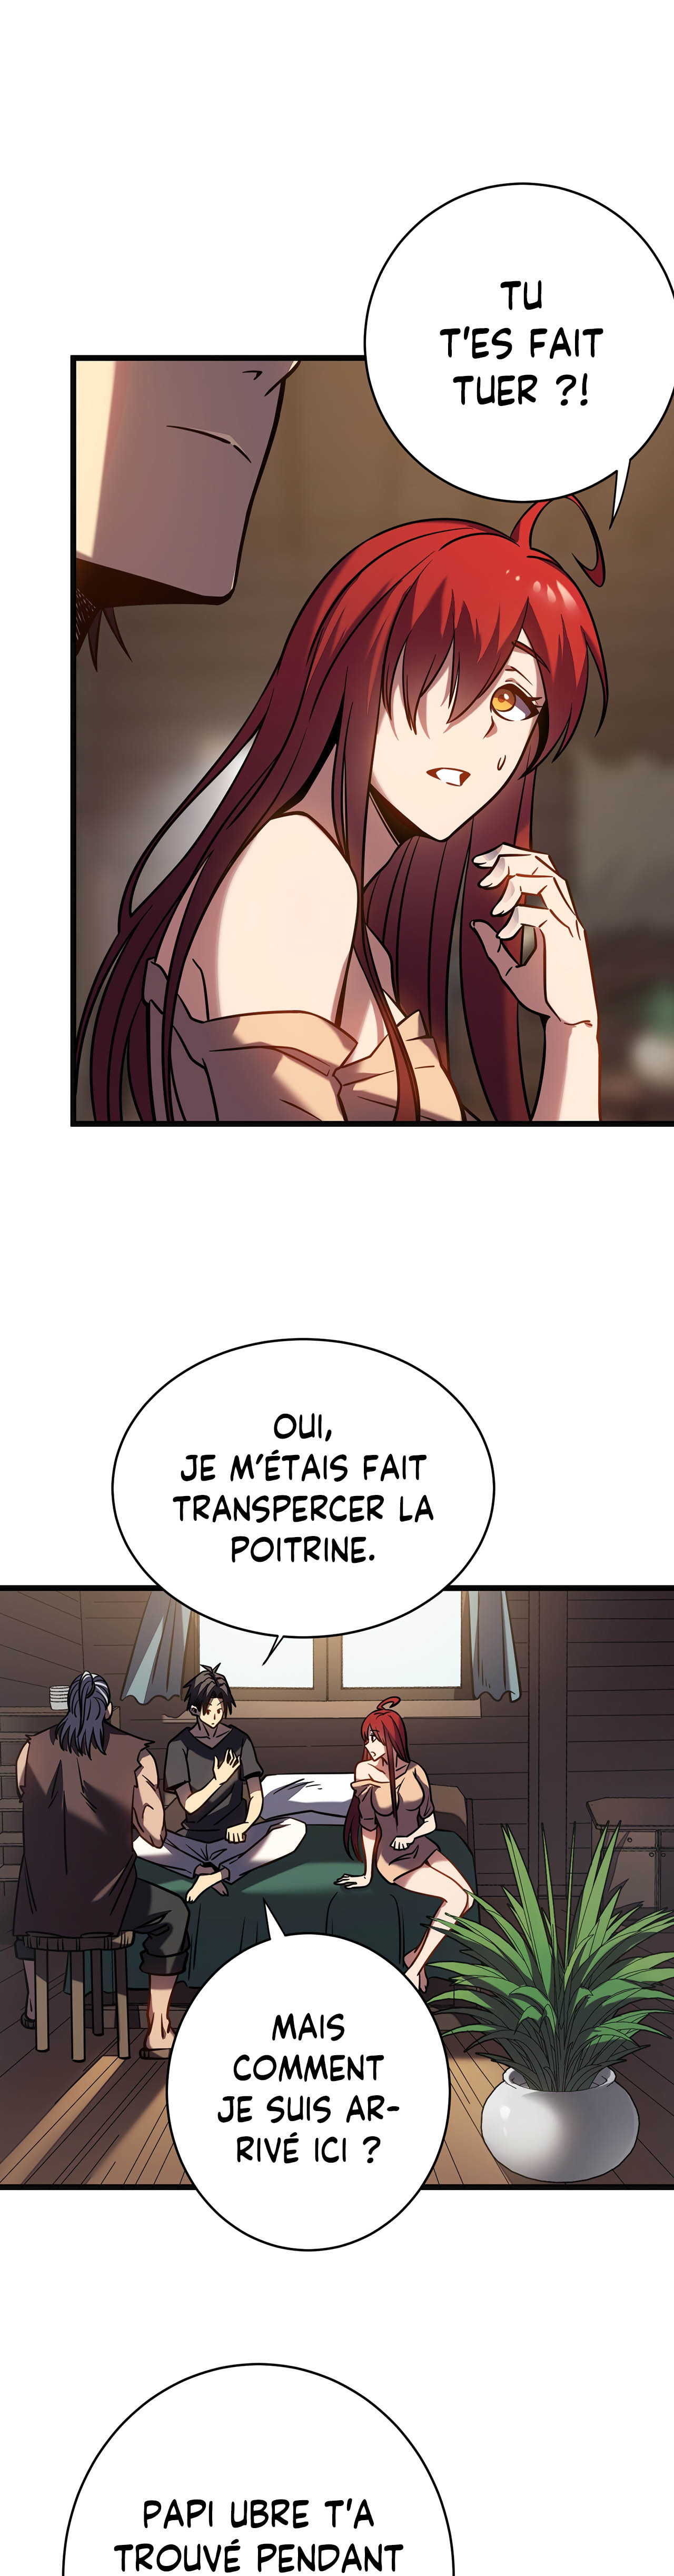 TU
T'ES FAIT
TUER ?!
OUI,
JE M'ÉTAIS FAIT
TRANSPERCER LA
POITRINE.
MAIS
COMMENT
JE SUIS AR-
RIVÉ ICI ?
PAPI UBRE T'A
TROUVÉ PENDANT